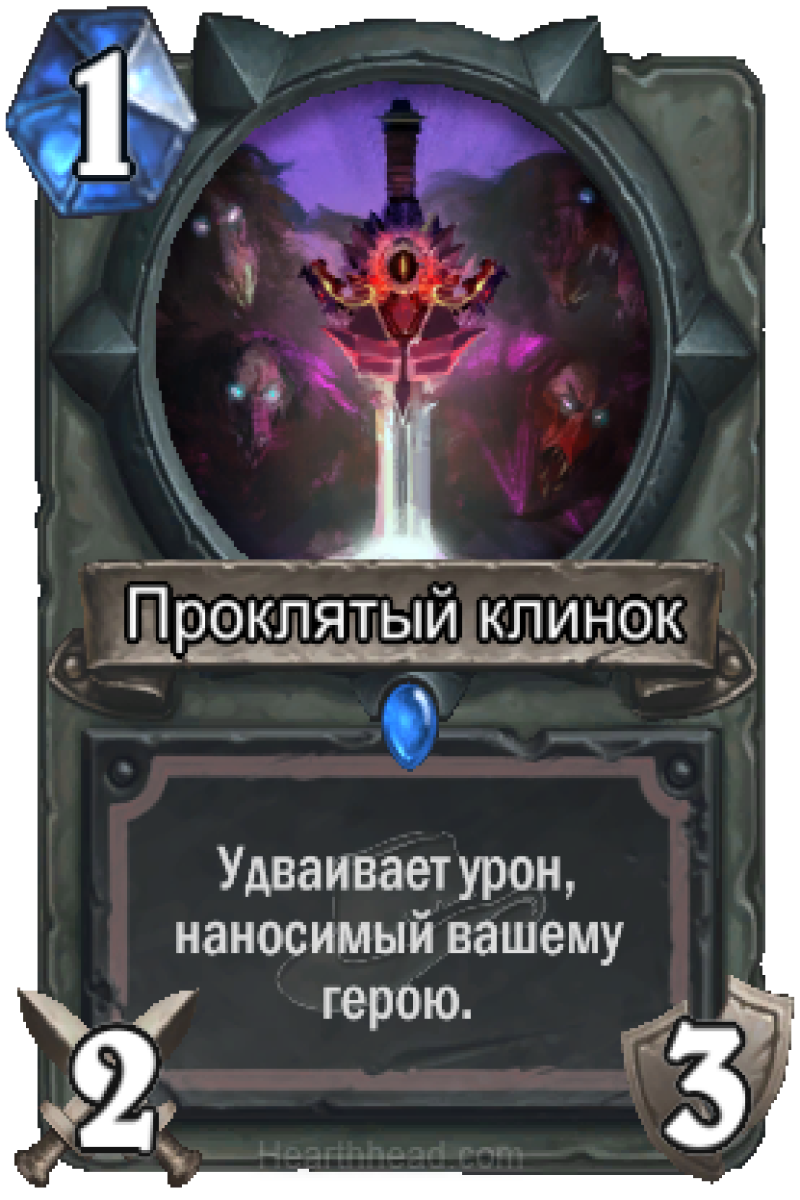 1
Проклятый клинок
Удваивает урон,
наносимый вашему
герою.
2
3
Hearthhead.com